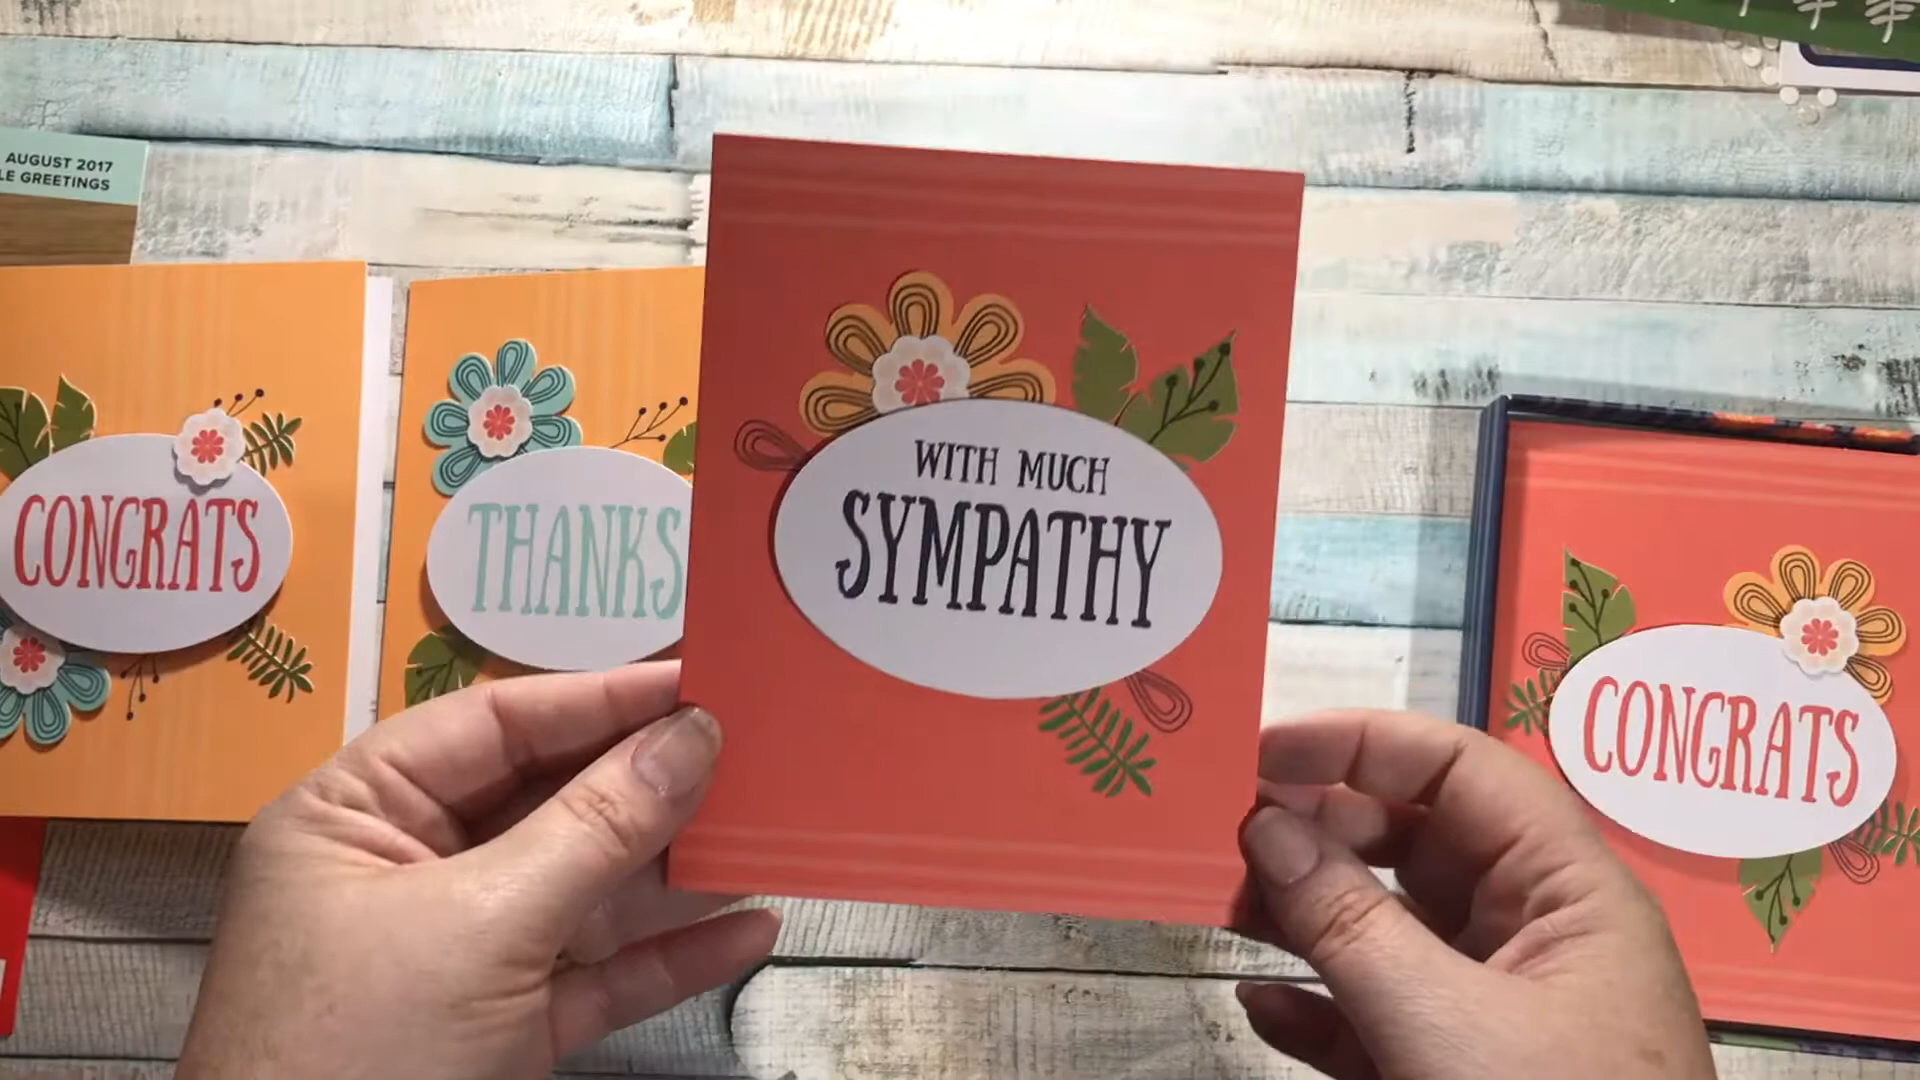 AUGUST 2017
LE GREETINGS
CONGRATS
THANKS
WITH MUCH
SYMPATHY
CONGRATS